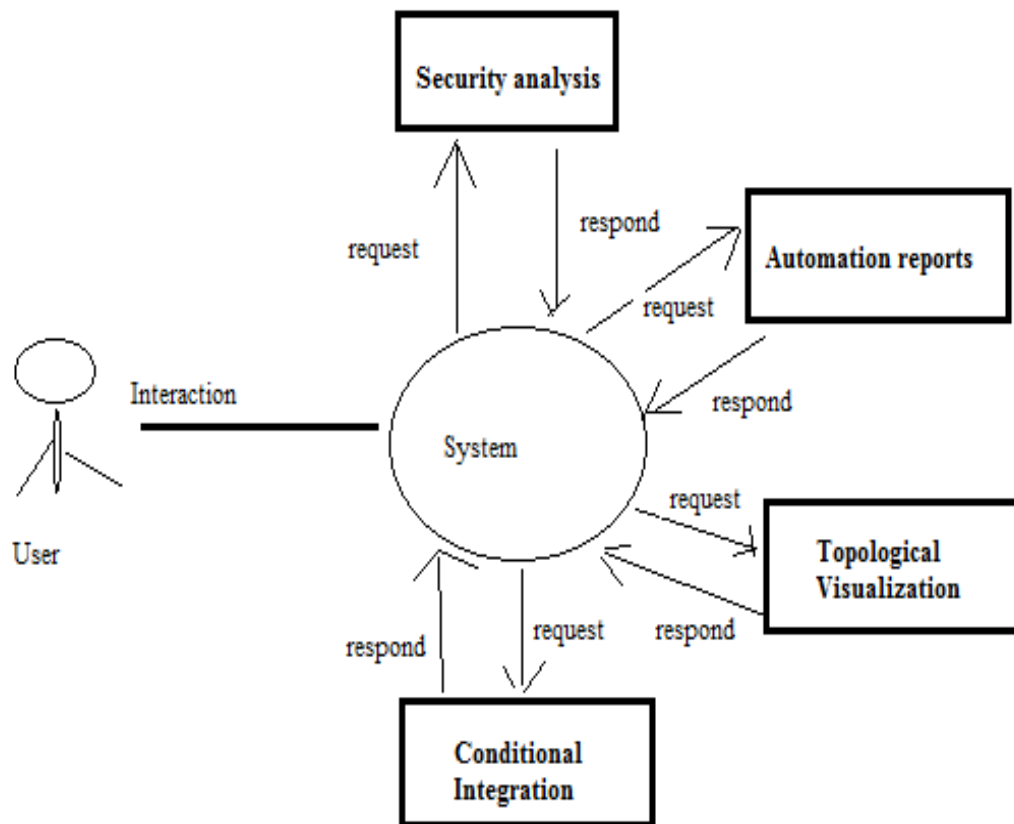 Security analysis
request
respond
Automation reports
request
respond
Interaction
System
User
request
Topological
Visualization
respond
request
respond
Conditional
Integration